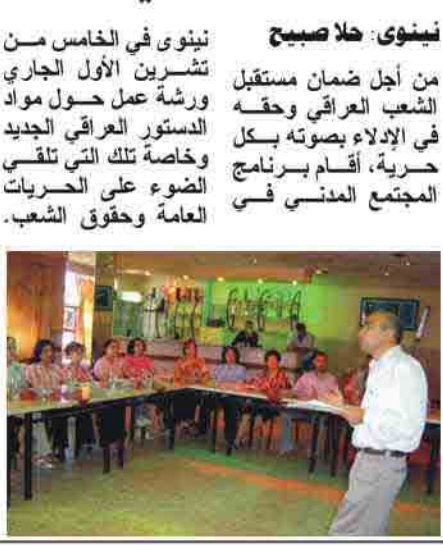 نينوى: حلا صبيح
من أجل ضمان مستقبل
الشعب العراقي وحقه
في الإدلاء بصوته بكل
حرية، أقام برنامج
المجتمع المدني في
نينوى في الخامس من
تشرين الأول الجاري
ورشة عمل حول مواد
الدستور العراقي الجديد
وخاصة تلك التي تلقي
الضوء على الحريات
العامة وحقوق الشعب.